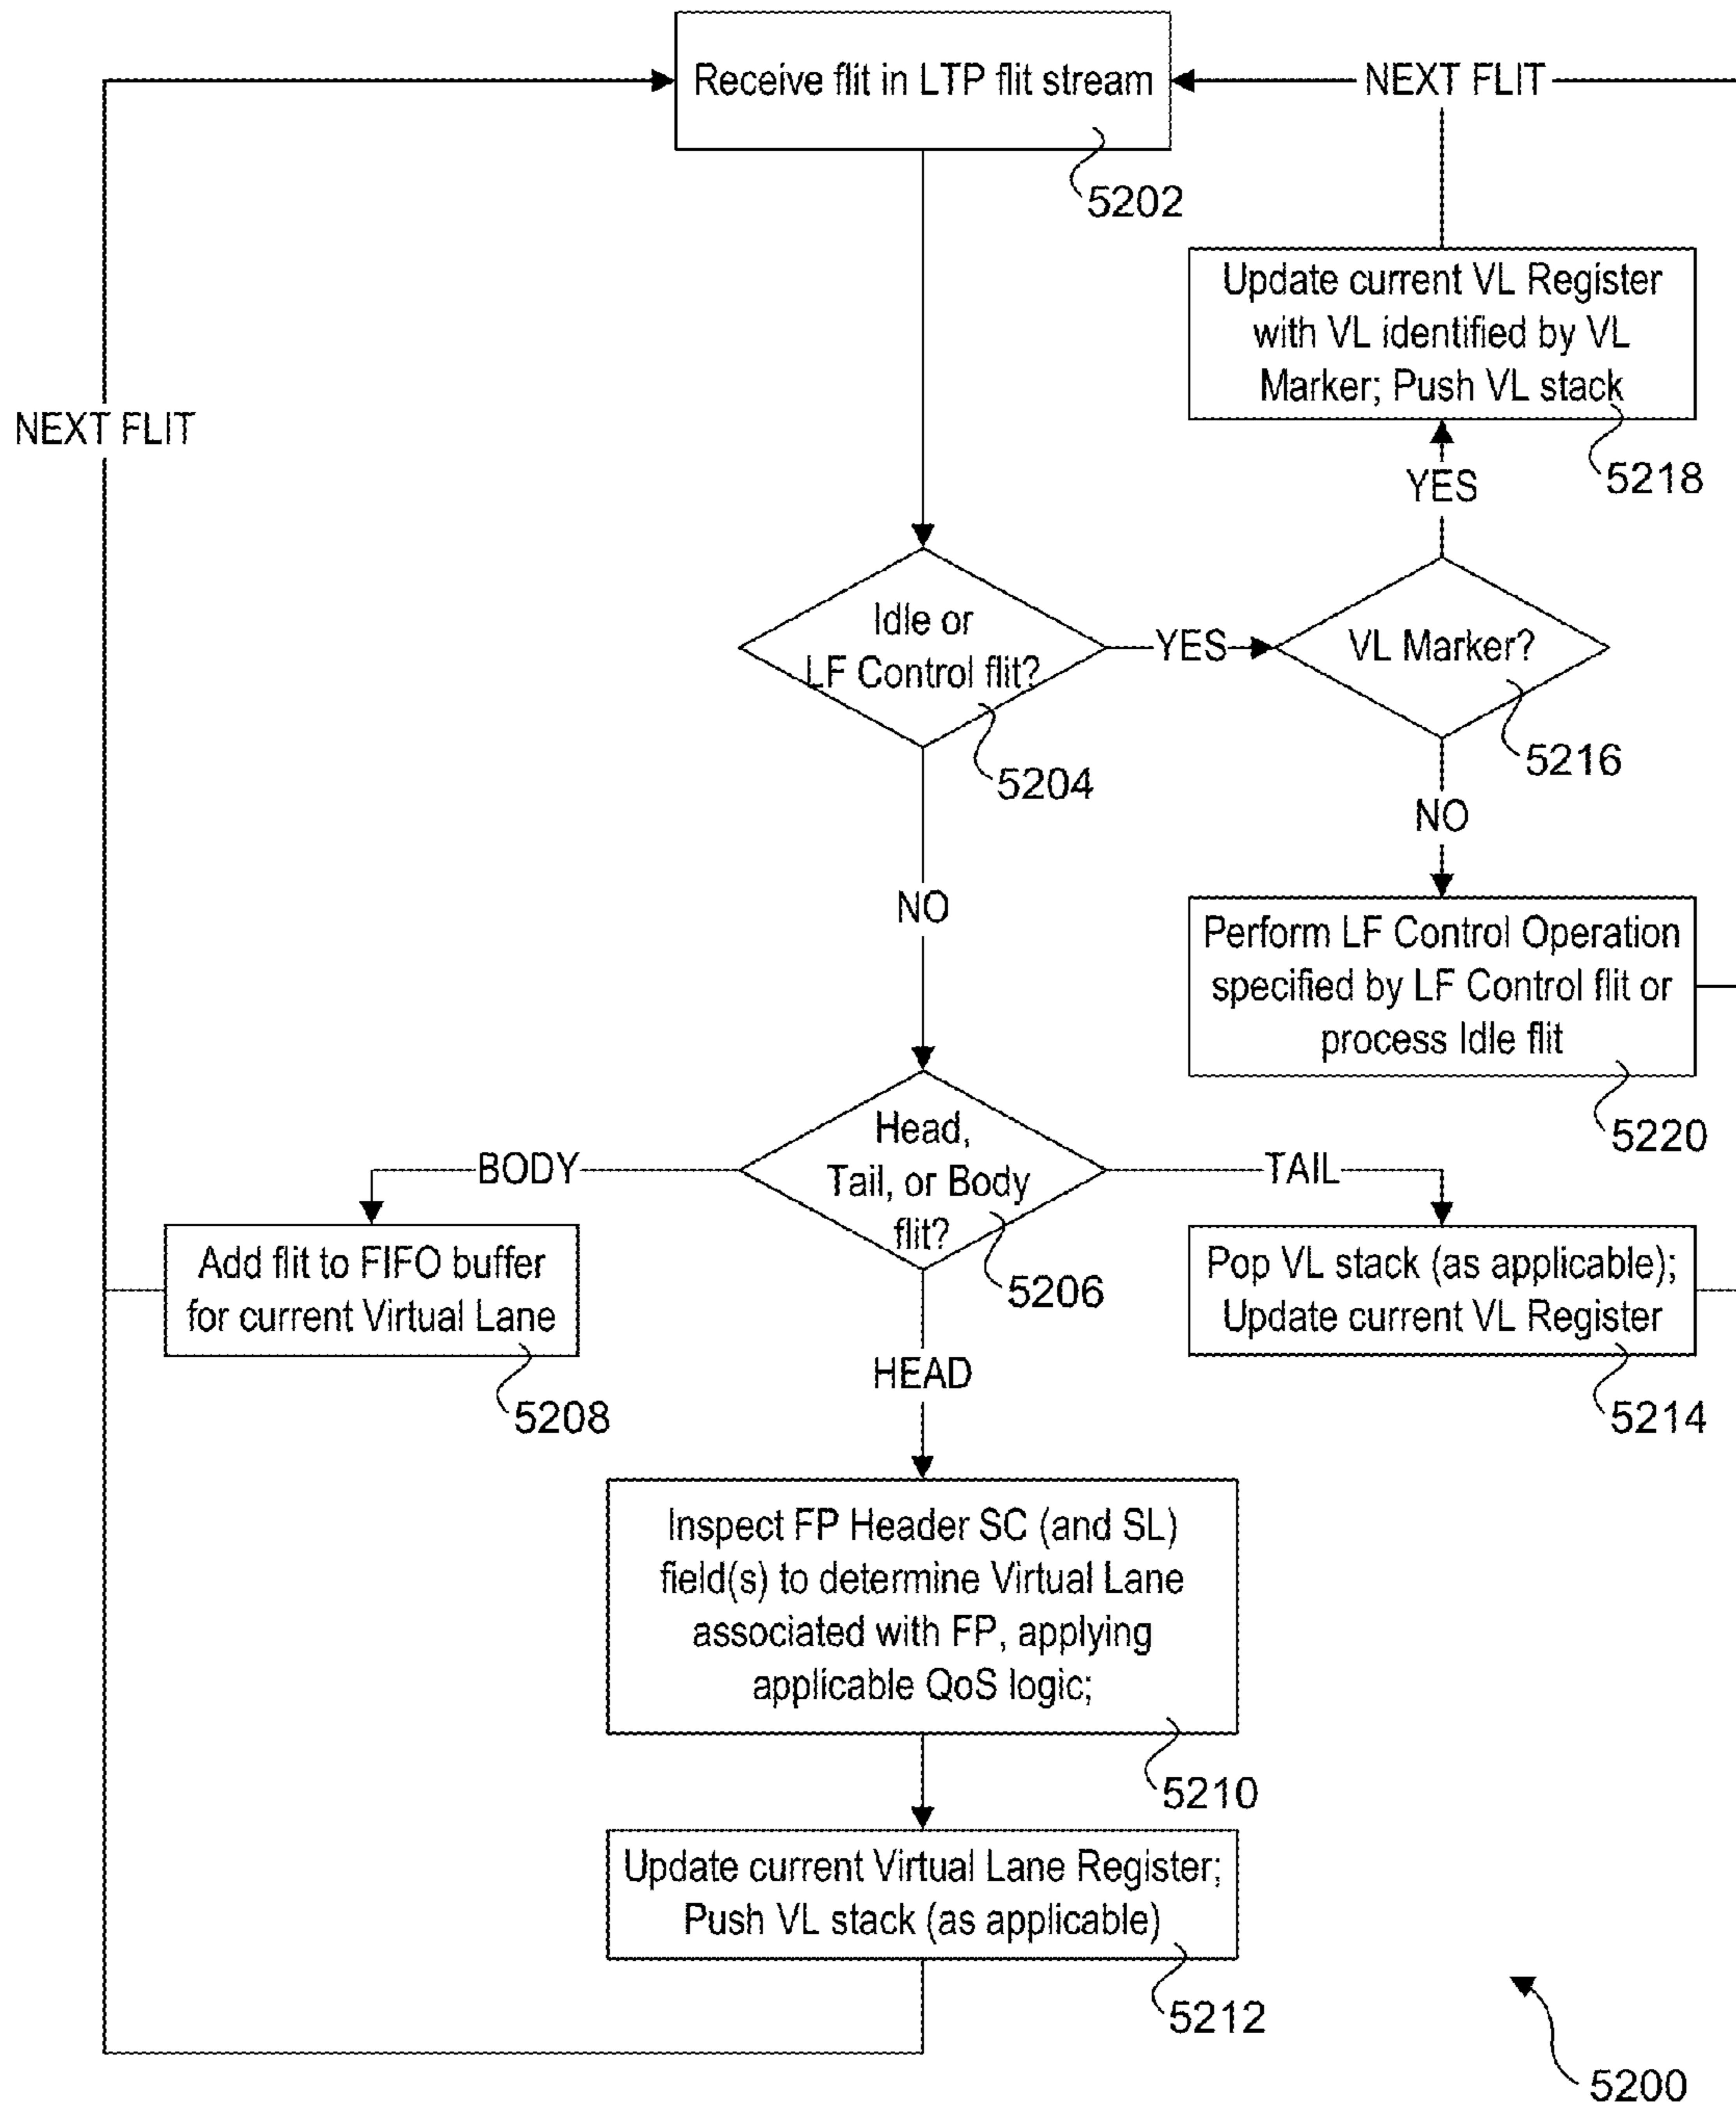 Receive flit in LTP flit stream
NEXT FLIT
5202
Update current VL Register
with VL identified by VL
Marker; Push VL stack
NEXT FLIT
5218
YES
Idle or
LF Control flit?
YES
VL Marker?
5204
5216
NO
NO
Perform LF Control Operation
specified by LF Control flit or
process Idle flit
5220
Head,
Tail, or Body
flit?
BODY
TAIL
Add flit to FIFO buffer
for current Virtual Lane
5206
Pop VL stack (as applicable);
Update current VL Register
5208
HEAD
5214
Inspect FP Header SC (and SL)
field(s) to determine Virtual Lane
associated with FP, applying
applicable QoS logic;
5210
Update current Virtual Lane Register;
Push VL stack (as applicable)
5212
5200